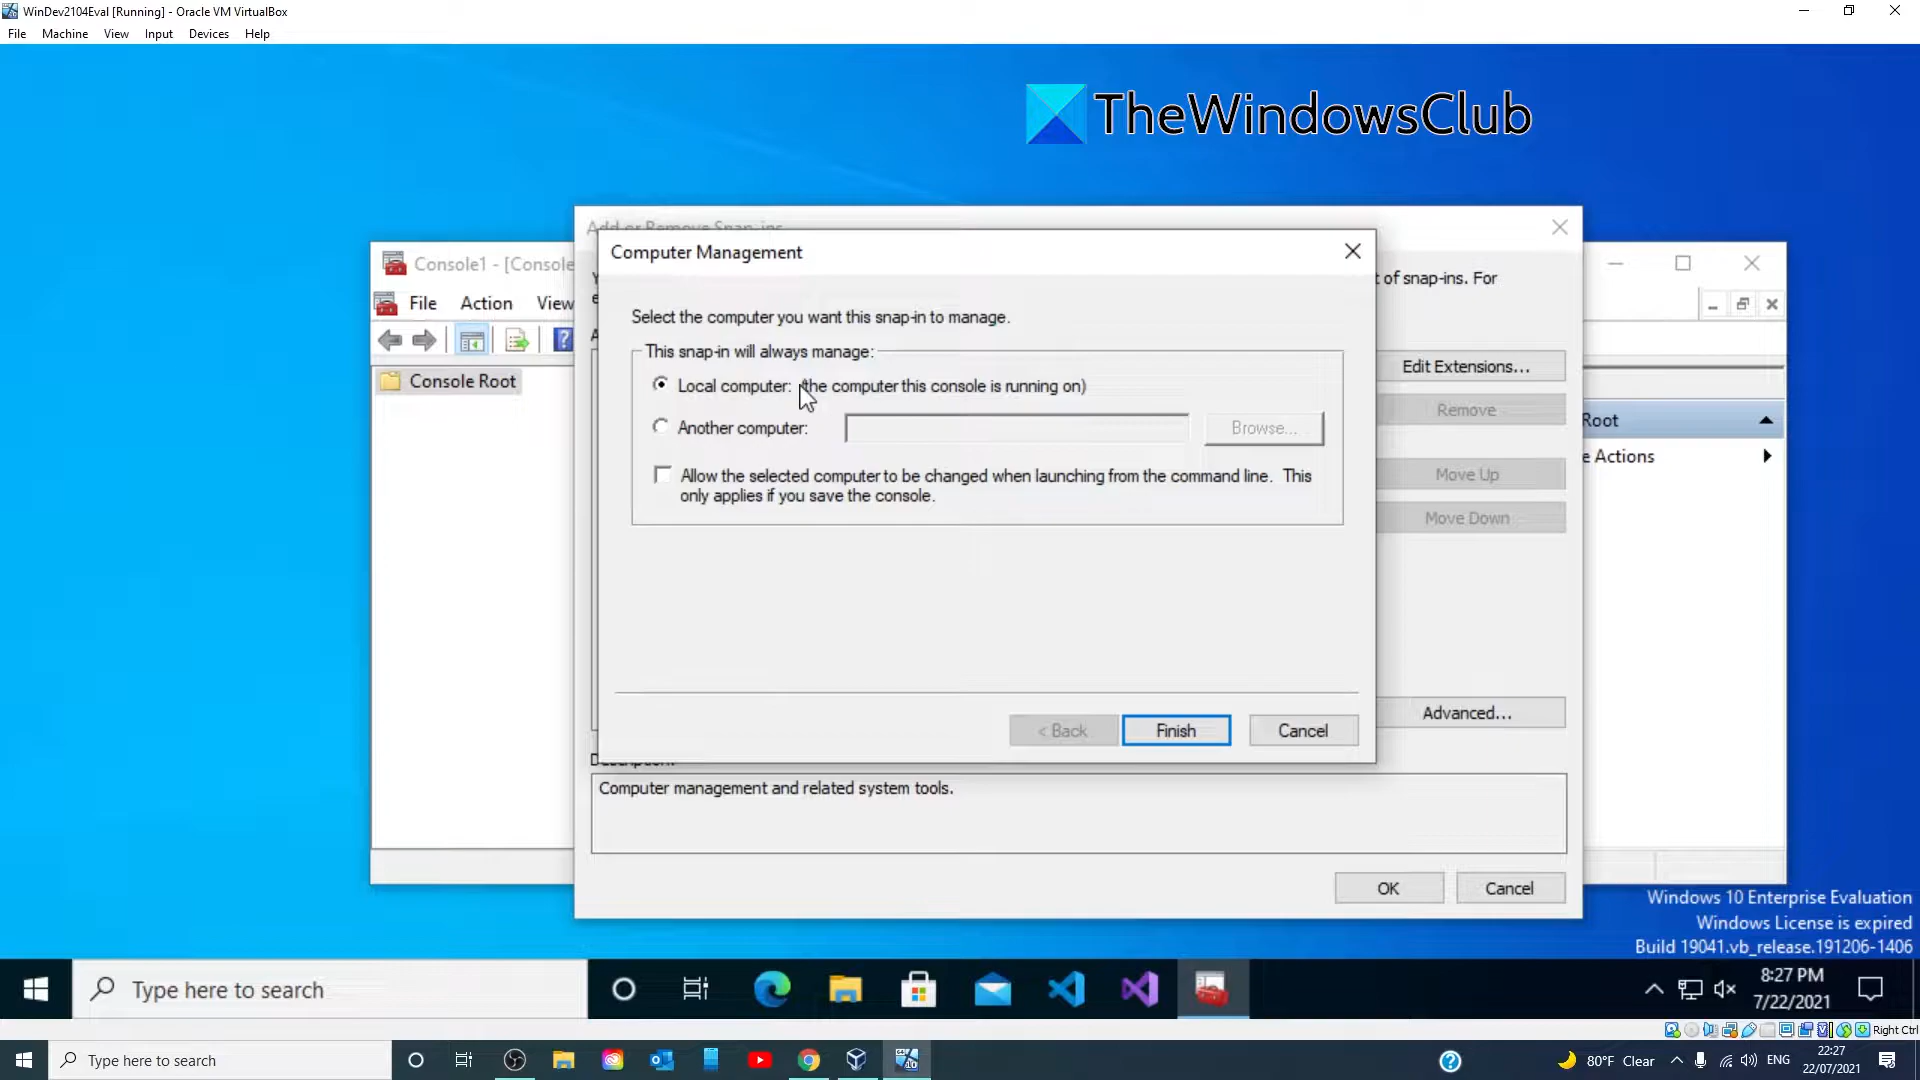 WinDev2104Eval [Running] - Oracle VM VirtualBox
File Machine View Input Devices Help
TheWindowsClub
Add or Remove Snap-ins
Computer Management
Console1 - [Console
of snap-ins. For
File Action View
Select the computer you want this snap-in to manage.
This snap-in will always manage:
Edit Extensions...
Console Root
Local computer: the computer this console is running on)
Remove
Root
Another computer:
Browse...
e Actions
Allow the selected computer to be changed when launching from the command line. This
only applies if you save the console.
Move Up
Move Down
Advanced...
< Back Finish Cancel
Description:
Computer management and related system tools.
OK Cancel
Windows 10 Enterprise Evaluation
Windows License is expired
Build 19041.vb_release.191206-1406
Type here to search
8:27 PM
7/22/2021
Right Ctrl
Type here to search
80°F Clear
ENG
22:27
22/07/2021